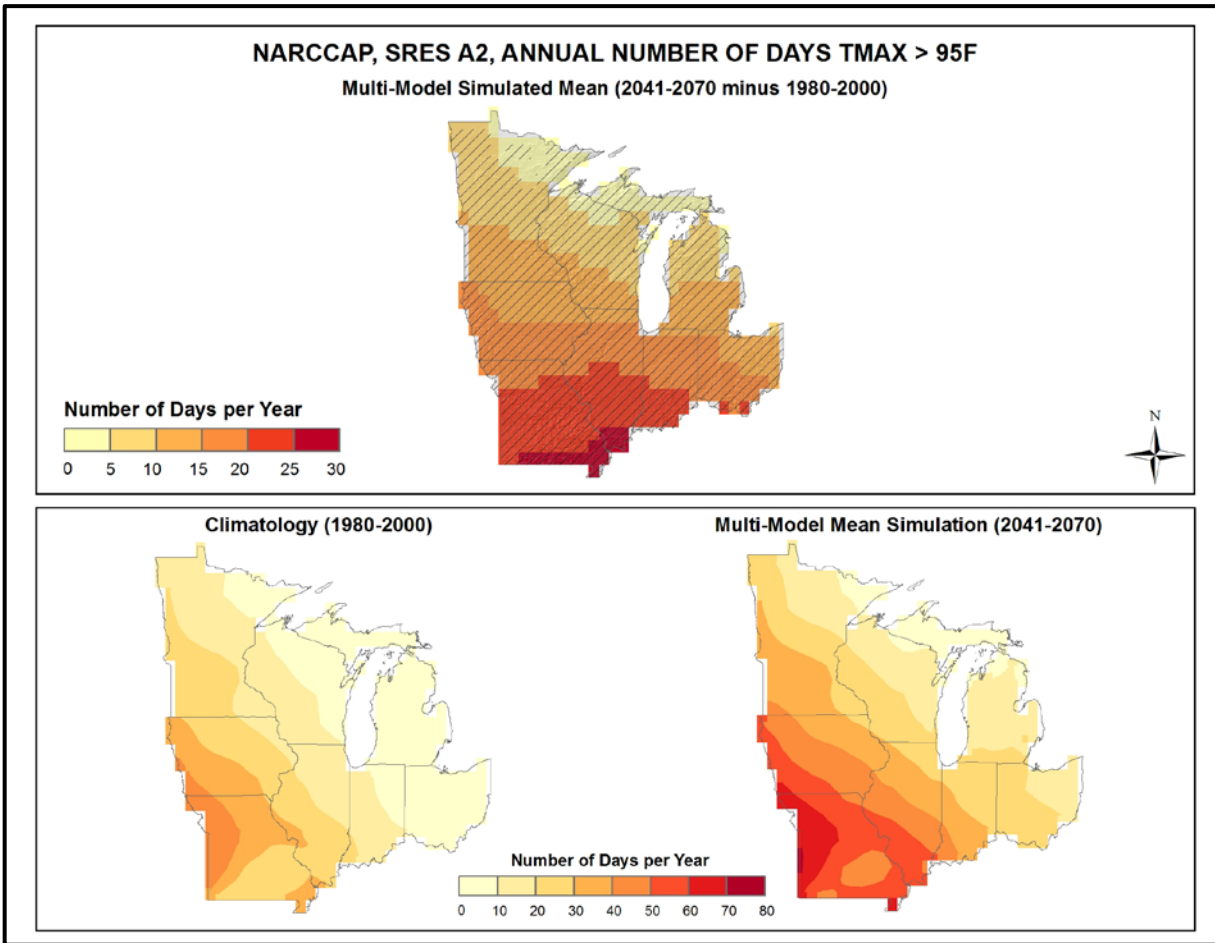 NARCCAP, SRES A2, ANNUAL NUMBER OF DAYS TMAX > 95F
Multi-Model Simulated Mean (2041-2070 minus 1980-2000)
Number of Days per Year
0 5 10 15 20 25 30
N
Climatology (1980-2000)
Multi-Model Mean Simulation (2041-2070)
Number of Days per Year
0 10 20 30 40 50 60 70 80